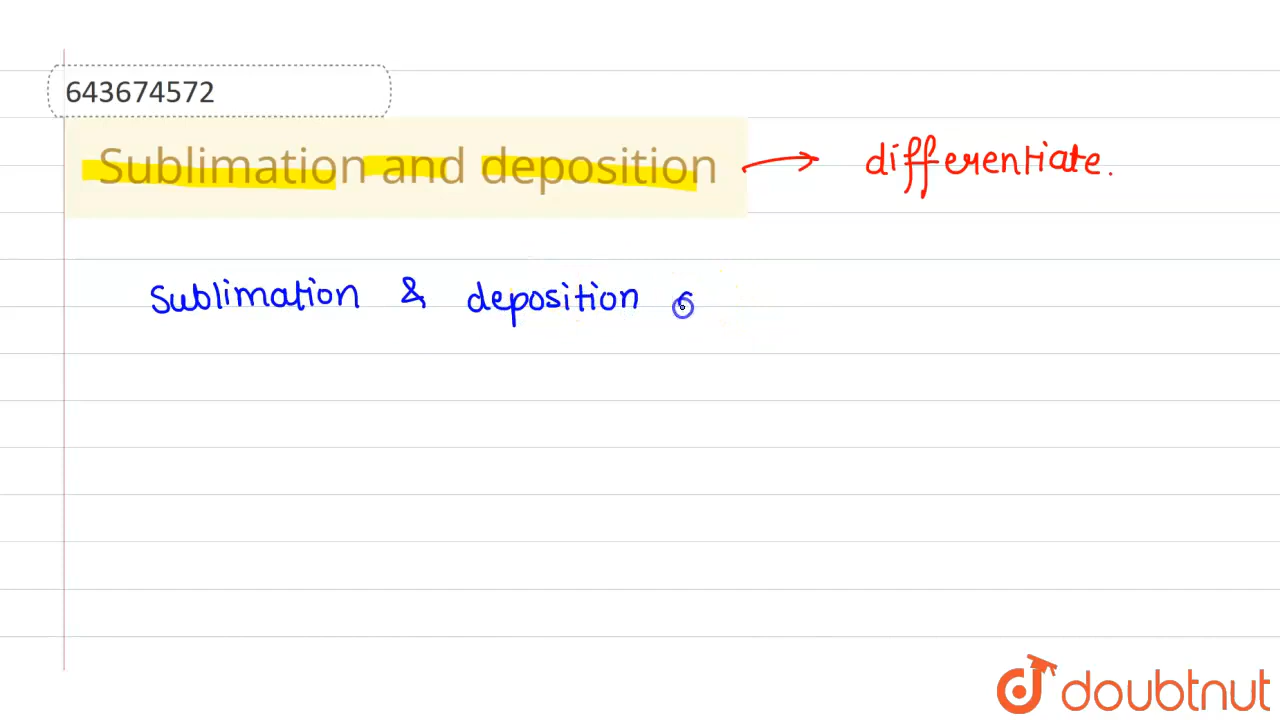 643674572
Sublimation and deposition differentiate.
Sublimation & deposition
doubtnut